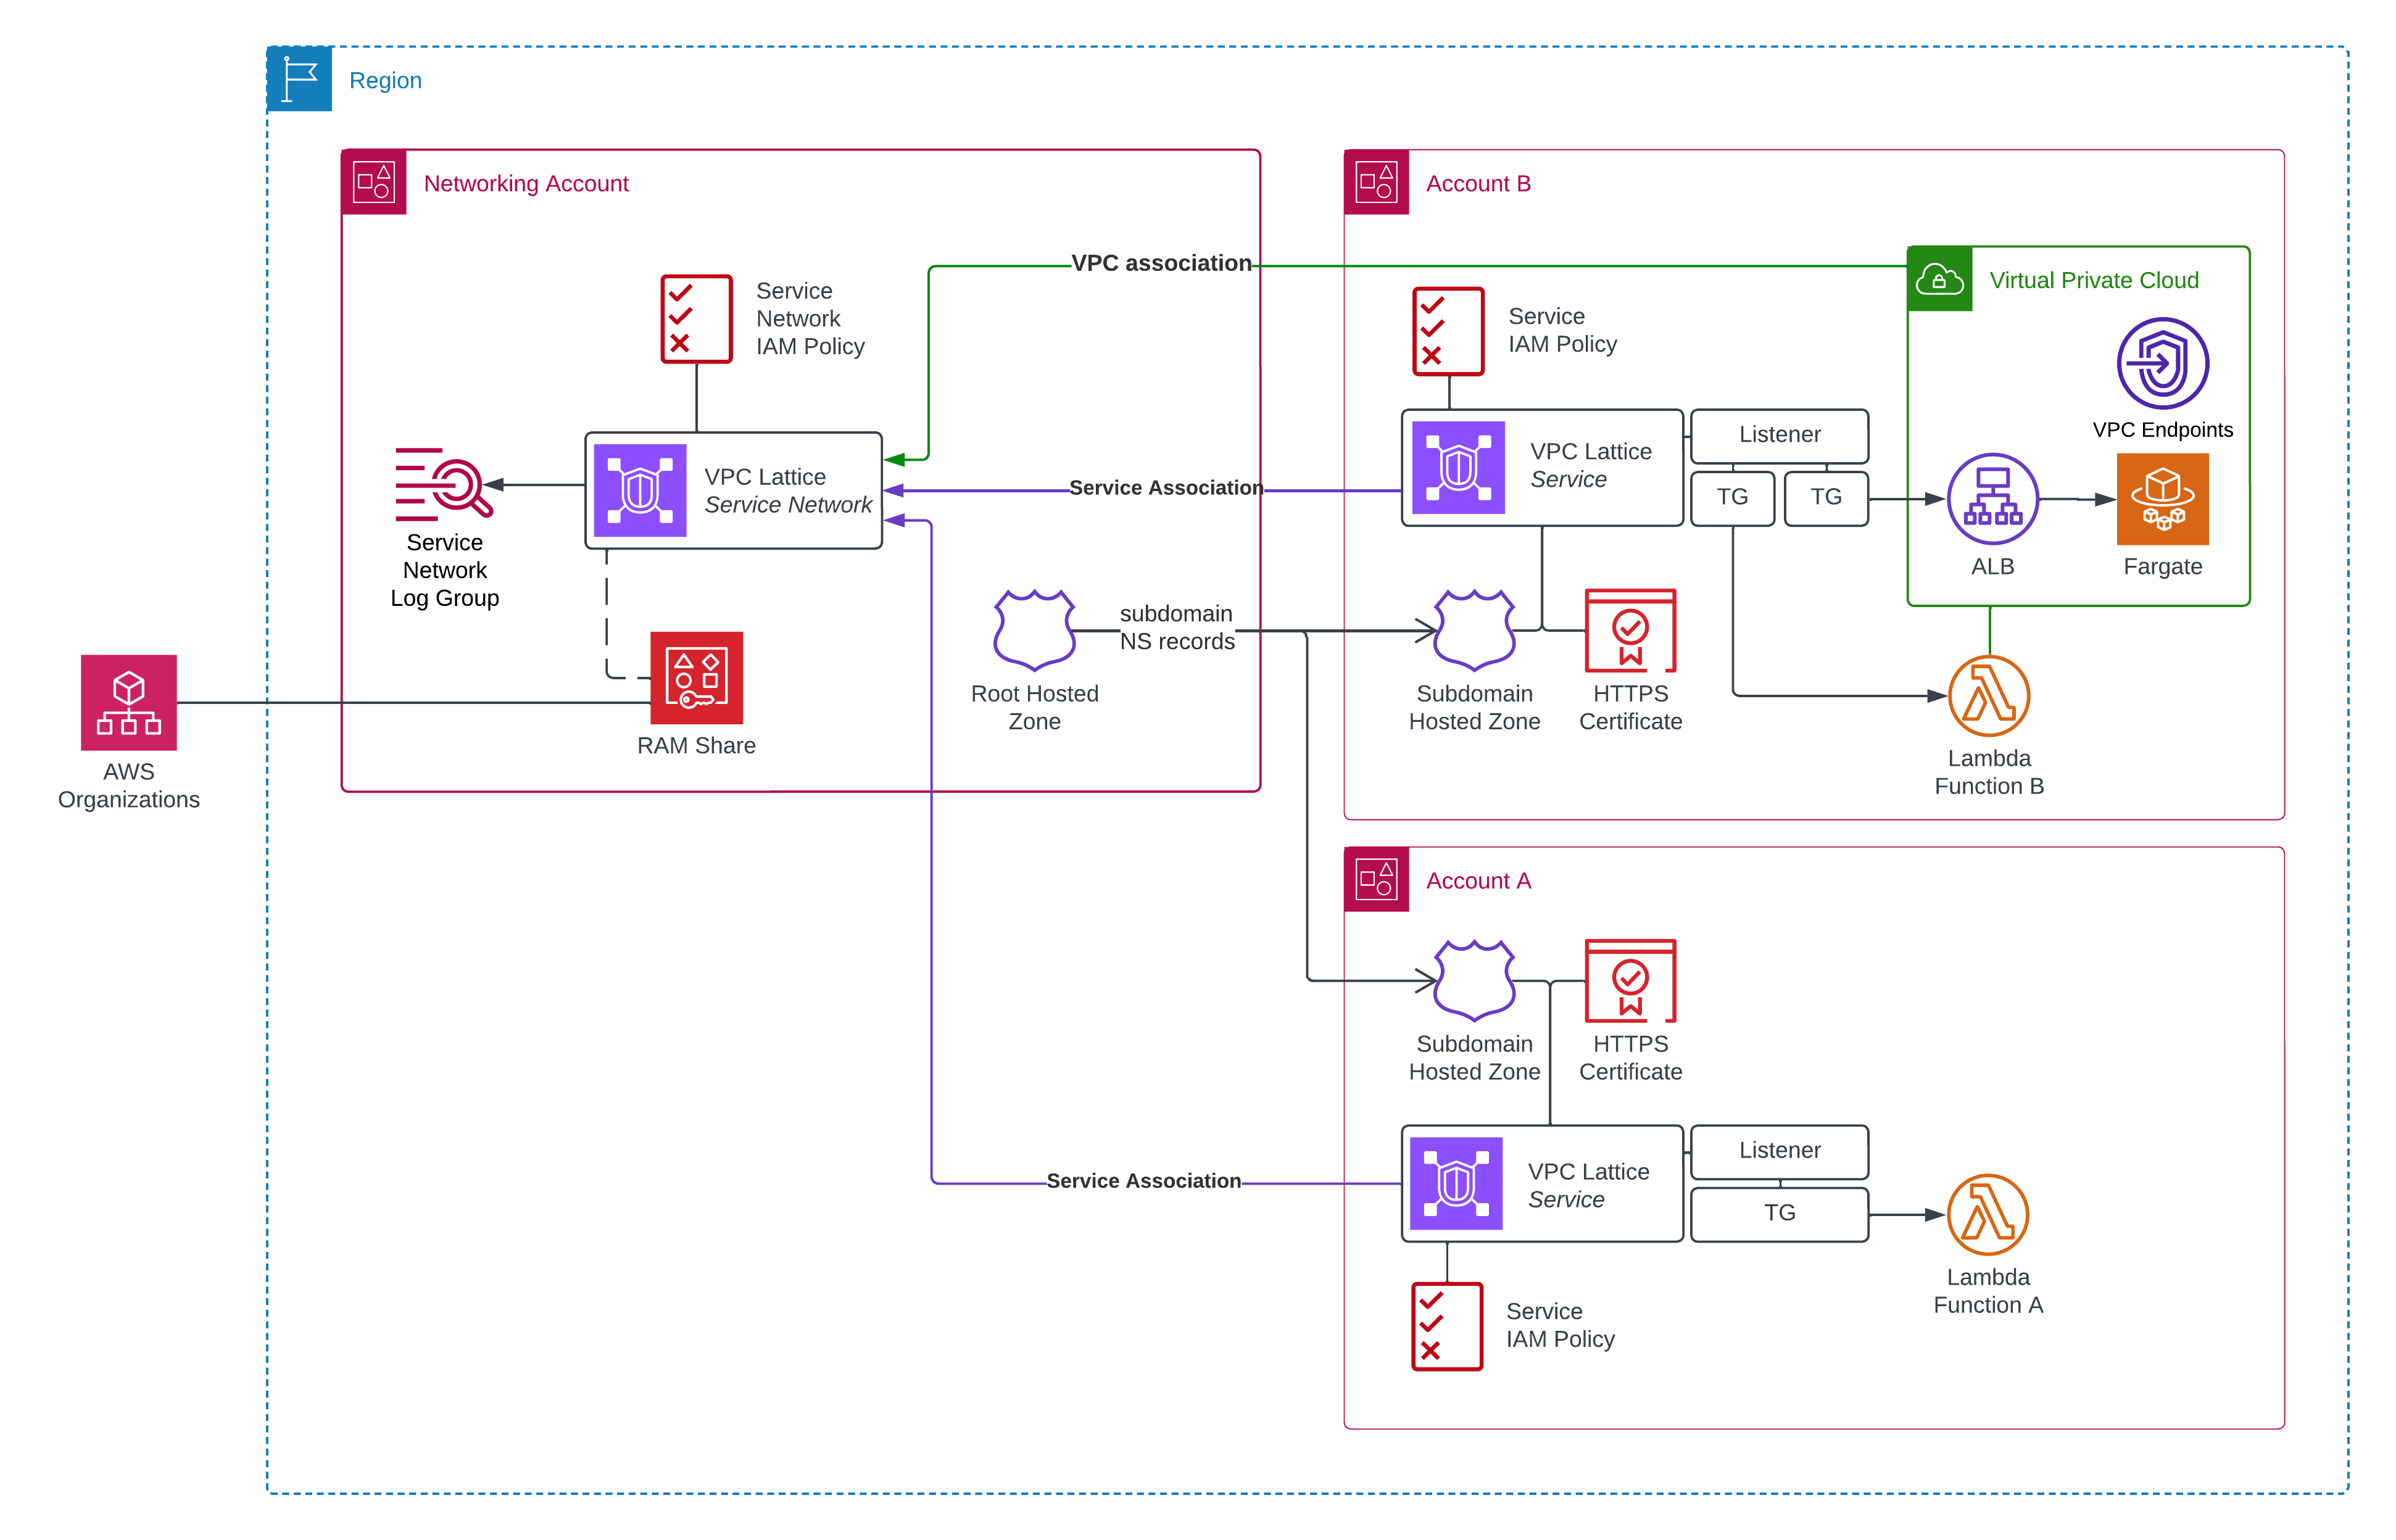 Region
Networking Account
Service
Network
IAM Policy
VPC Lattice
Service Network
Service
Network
Log Group
RAM Share
AWS
Organizations
Root Hosted
Zone
subdomain
NS records
VPC association
Service Association
Service Association
Account B
Service
IAM Policy
VPC Lattice
Service
Listener
TG
TG
Virtual Private Cloud
VPC Endpoints
ALB
Fargate
Subdomain
Hosted Zone
HTTPS
Certificate
Lambda
Function B
Account A
Subdomain
Hosted Zone
HTTPS
Certificate
VPC Lattice
Service
Listener
TG
Lambda
Function A
Service
IAM Policy